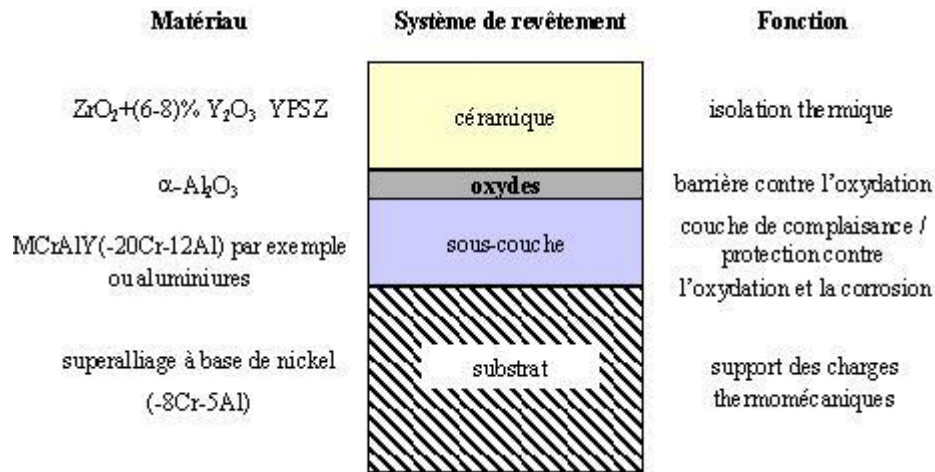 Matériau Système de revêtement Fonction
ZrO₂+(6-8)% Y₂O₃ YPSZ céramique isolation thermique
α-Al₂O₃ oxydes barrière contre l'oxydation
MCrAlY(-20Cr-12Al) par exemple sous-couche couche de complaisance /
ou aluminiures protection contre
l'oxydation et la corrosion
superalliage à base de nickel substrat support des charges
(-8Cr-5Al) thermomécaniques